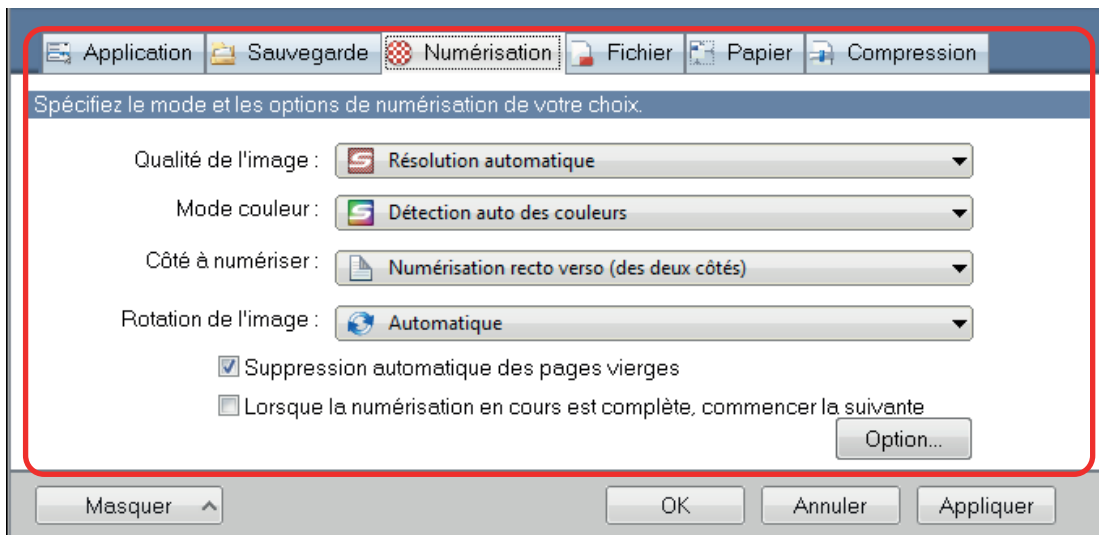 Application Sauvegarde Numérisation Fichier Papier Compression
Spécifiez le mode et les options de numérisation de votre choix.
Qualité de l'image : Résolution automatique
Mode couleur : Détection auto des couleurs
Côté à numériser : Numérisation recto verso (des deux côtés)
Rotation de l'image : Automatique
Suppression automatique des pages vierges
Lorsque la numérisation en cours est complète, commencer la suivante
Option...
Masquer OK Annuler Appliquer